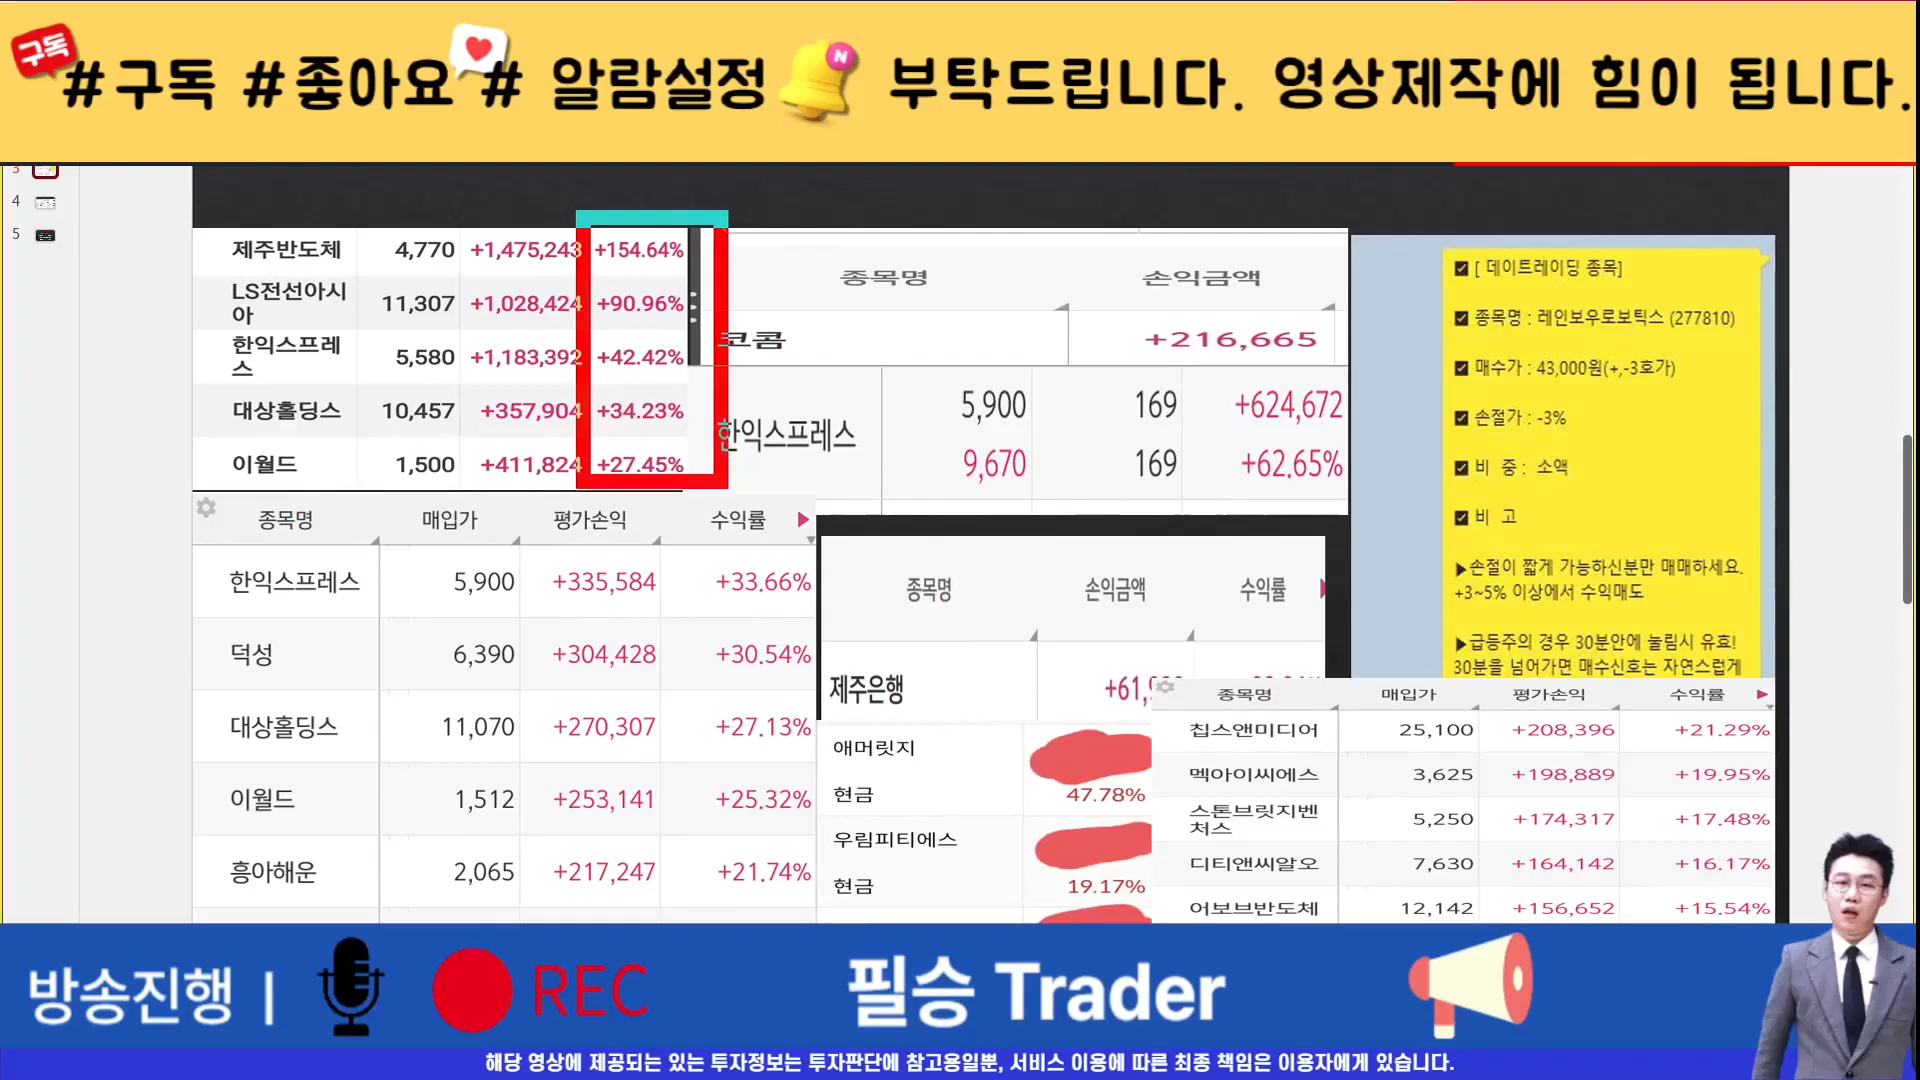 구독
#구독 #좋아요 # 알람설정 N 부탁드립니다. 영상제작에 힘이 됩니다.
3
4
5
제주반도체 4,770 +1,475,243 +154.64%
LS전선아시아 11,307 +1,028,424 +90.96%
한익스프레스 5,580 +1,183,392 +42.42%
대상홀딩스 10,457 +357,904 +34.23%
이월드 1,500 +411,824 +27.45%
종목명 손익금액
코콤 +216,665
한익스프레스 5,900 169 +624,672
9,670 169 +62.65%
[ 데이트레이딩 종목]
종목명 : 레인보우로보틱스 (277810)
매수가 : 43,000원(+,-3호가)
손절가 : -3%
비 중 : 소액
비 고
▶손절이 짧게 가능하신분만 매매하세요.
+3~5% 이상에서 수익매도
▶급등주의 경우 30분안에 눌림시 유효!
30분을 넘어가면 매수신호는 자연스럽게
종목명 매입가 평가손익 수익률
한익스프레스 5,900 +335,584 +33.66%
덕성 6,390 +304,428 +30.54%
대상홀딩스 11,070 +270,307 +27.13%
이월드 1,512 +253,141 +25.32%
흥아해운 2,065 +217,247 +21.74%
종목명 손익금액 수익률
제주은행
애머릿지
현금 47.78%
우림피티에스
현금 19.17%
종목명 매입가 평가손익 수익률
칩스앤미디어 25,100 +208,396 +21.29%
멕아이씨에스 3,625 +198,889 +19.95%
스톤브릿지벤처스 5,250 +174,317 +17.48%
디티앤씨알오 7,630 +164,142 +16.17%
어보브반도체 12,142 +156,652 +15.54%
방송진행 | REC 필승 Trader
해당 영상에 제공되는 있는 투자정보는 투자판단에 참고용일뿐, 서비스 이용에 따른 최종 책임은 이용자에게 있습니다.